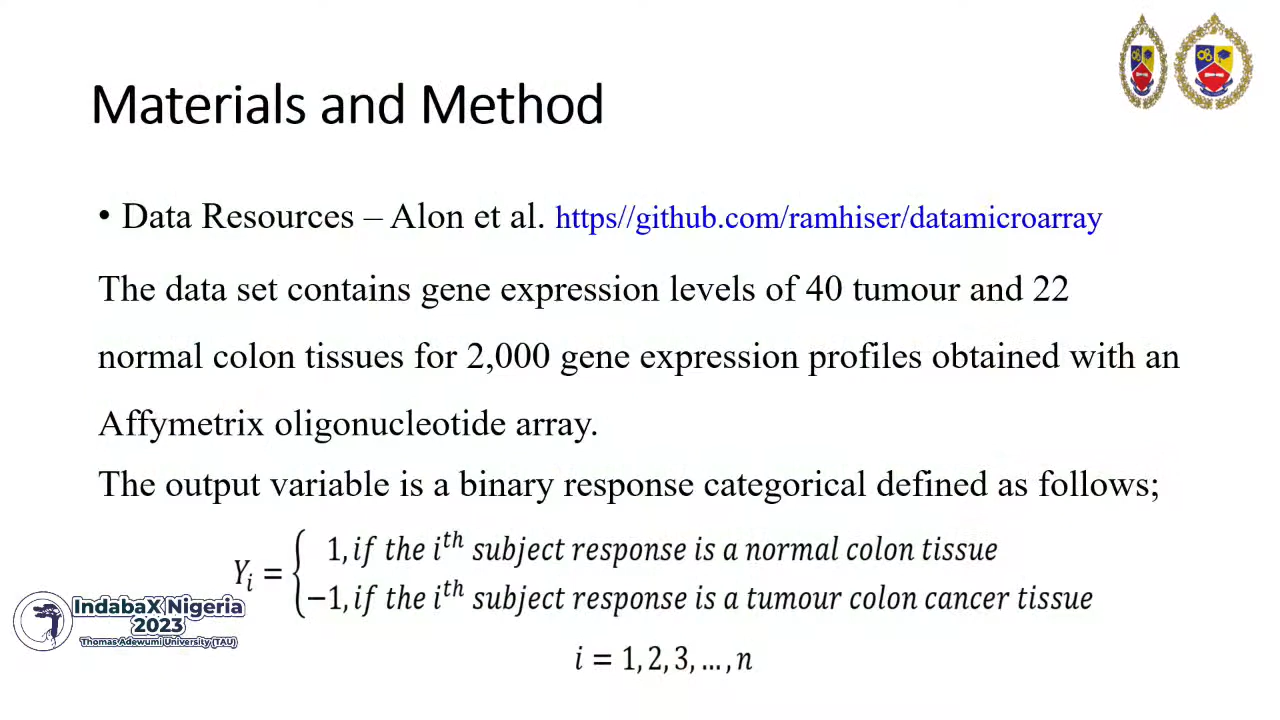 Materials and Method
• Data Resources – Alon et al. https//github.com/ramhiser/datamicroarray
The data set contains gene expression levels of 40 tumour and 22
normal colon tissues for 2,000 gene expression profiles obtained with an
Affymetrix oligonucleotide array.
The output variable is a binary response categorical defined as follows;
Yᵢ = { 1, if the iᵗʰ subject response is a normal colon tissue
−1, if the iᵗʰ subject response is a tumour colon cancer tissue
i = 1, 2, 3, ..., n
IndabaX Nigeria
2023
Thomas Adewumi University (TAU)